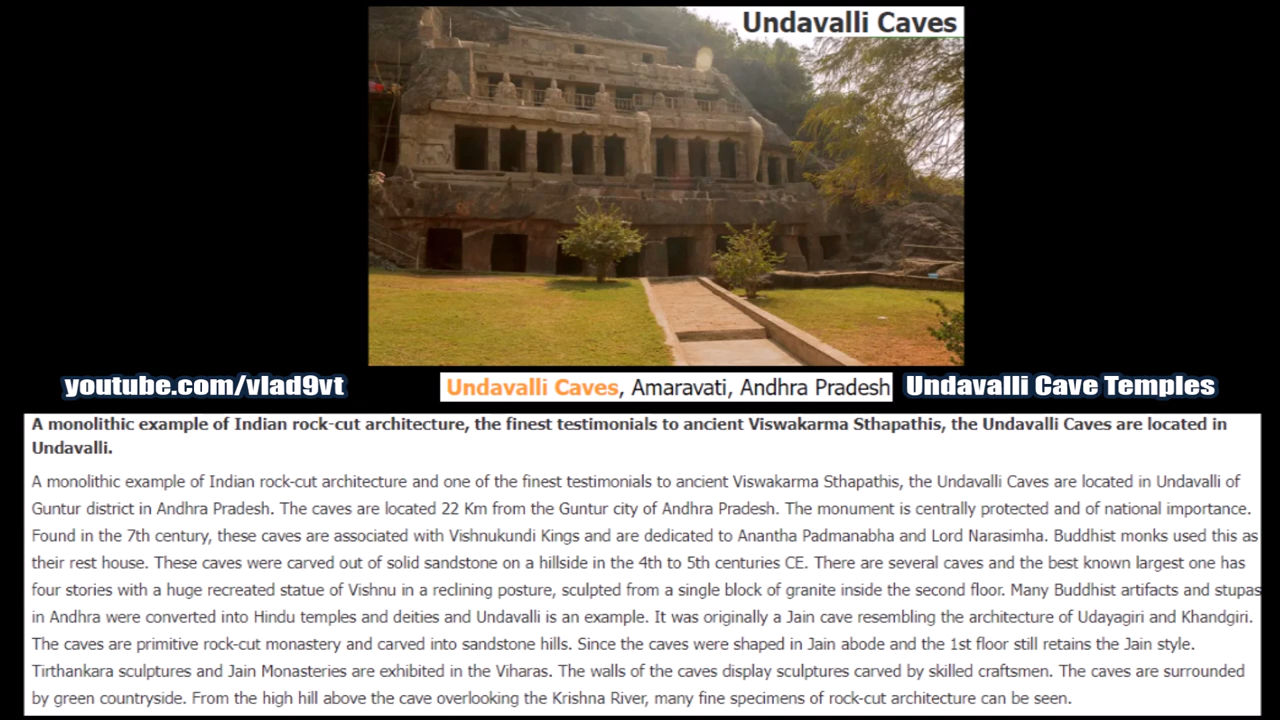 Undavalli Caves
youtube.com/vlad9vt
Undavalli Caves, Amaravati, Andhra Pradesh
Undavalli Cave Temples
A monolithic example of Indian rock-cut architecture, the finest testimonials to ancient Viswakarma Sthapathis, the Undavalli Caves are located in
Undavalli.
A monolithic example of Indian rock-cut architecture and one of the finest testimonials to ancient Viswakarma Sthapathis, the Undavalli Caves are located in Undavalli of
Guntur district in Andhra Pradesh. The caves are located 22 Km from the Guntur city of Andhra Pradesh. The monument is centrally protected and of national importance.
Found in the 7th century, these caves are associated with Vishnukundi Kings and are dedicated to Anantha Padmanabha and Lord Narasimha. Buddhist monks used this as
their rest house. These caves were carved out of solid sandstone on a hillside in the 4th to 5th centuries CE. There are several caves and the best known largest one has
four stories with a huge recreated statue of Vishnu in a reclining posture, sculpted from a single block of granite inside the second floor. Many Buddhist artifacts and stupas
in Andhra were converted into Hindu temples and deities and Undavalli is an example. It was originally a Jain cave resembling the architecture of Udayagiri and Khandgiri.
The caves are primitive rock-cut monastery and carved into sandstone hills. Since the caves were shaped in Jain abode and the 1st floor still retains the Jain style.
Tirthankara sculptures and Jain Monasteries are exhibited in the Viharas. The walls of the caves display sculptures carved by skilled craftsmen. The caves are surrounded
by green countryside. From the high hill above the cave overlooking the Krishna River, many fine specimens of rock-cut architecture can be seen.